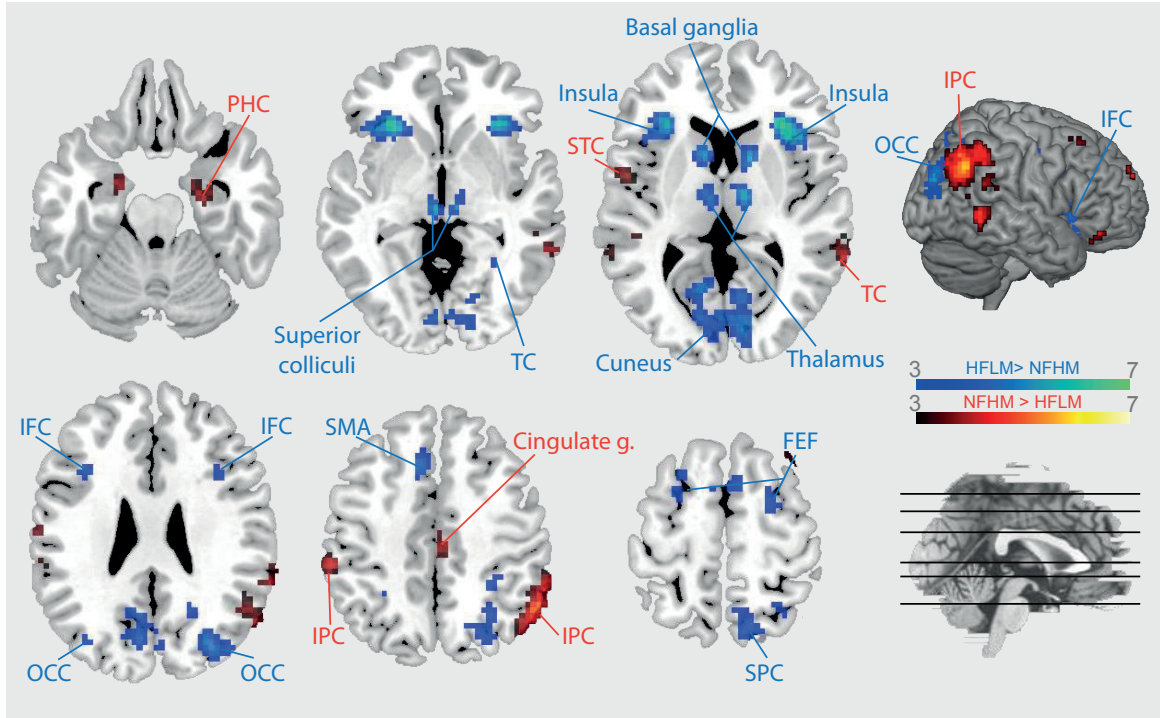 Basal ganglia
PHC
Insula
Insula
STC
IPC
IFC
OCC
Superior
colliculi
TC
Cuneus
Thalamus
TC
3 HFLM> NFHM 7
3 NFHM > HFLM 7
IFC
IFC
SMA
Cingulate g.
FEF
OCC
OCC
IPC
IPC
SPC